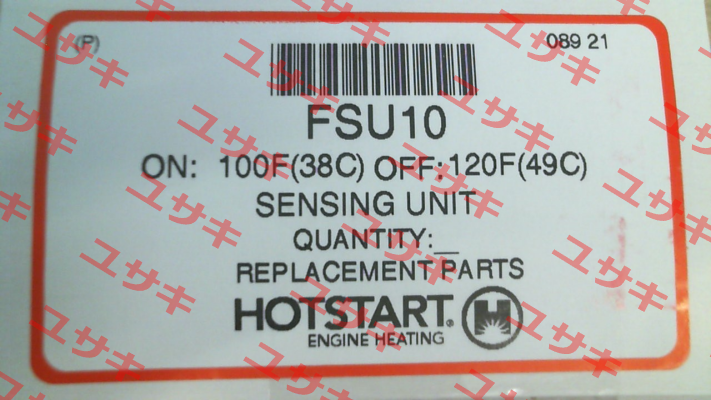 (P)
089 21
FSU10
ON: 100F(38C) OFF: 120F(49C)
SENSING UNIT
QUANTITY:__
REPLACEMENT PARTS
HOTSTART.
ENGINE HEATING
ユサキ